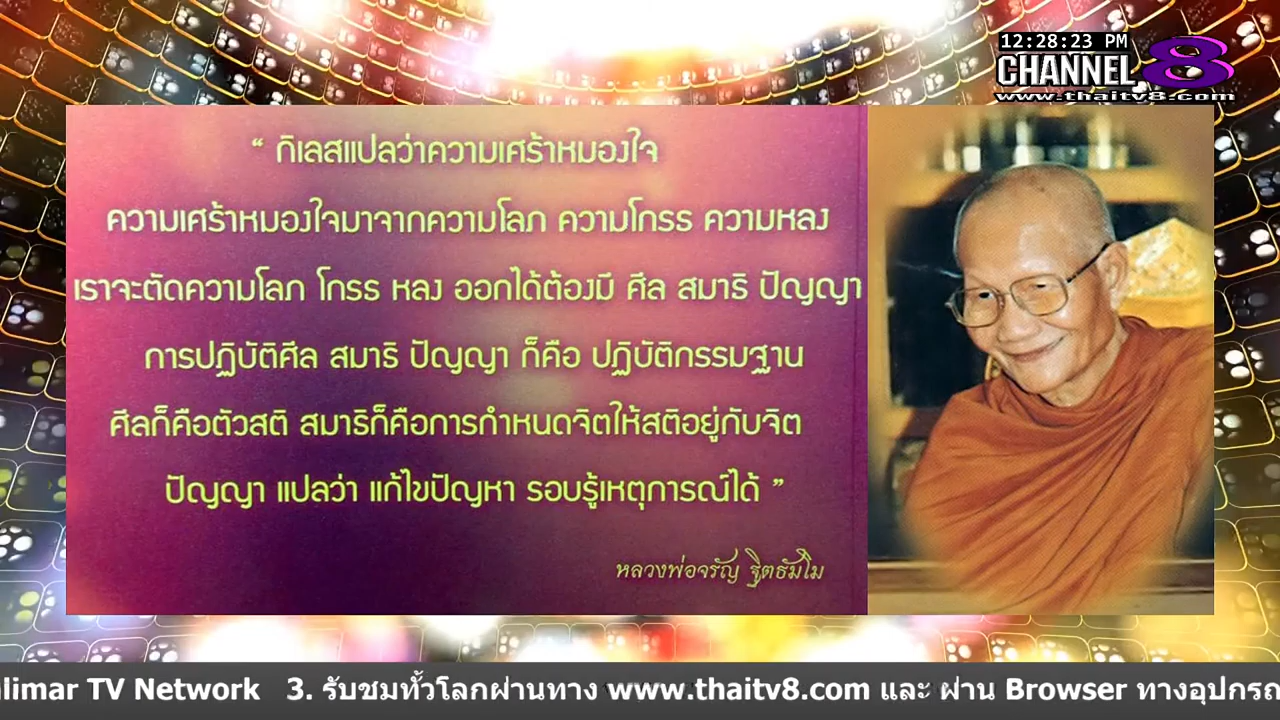 12:28:23 PM
CHANNEL 8
www.thaitv8.com
“ กิเลสแปลว่าความเศร้าหมองใจ
ความเศร้าหมองใจมาจากความโลภ ความโกรธ ความหลง
เราจะตัดความโลภ โกรธ หลง ออกได้ต้องมี ศีล สมาธิ ปัญญา
การปฏิบัติศีล สมาธิ ปัญญา ก็คือ ปฏิบัติกรรมฐาน
ศีลก็คือตัวสติ สมาธิก็คือการกำหนดจิตให้สติอยู่กับจิต
ปัญญา แปลว่า แก้ไขปัญหา รอบรู้เหตุการณ์ได้ ”
หลวงพ่อจรัญ ฐิตธัมโม
limar TV Network 3. รับชมทั้วโลกผ่านทาง www.thaitv8.com และ ผ่าน Browser ทางอุปกรณ